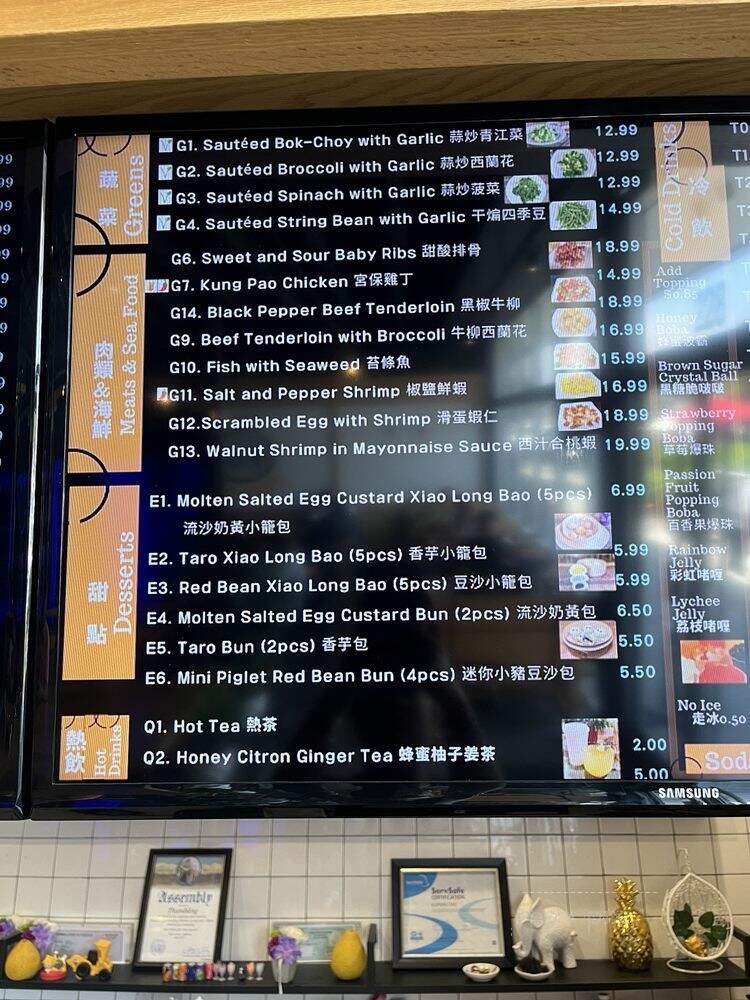 蔬菜 Greens
G1. Sautéed Bok-Choy with Garlic 蒜炒青江菜 12.99
G2. Sautéed Broccoli with Garlic 蒜炒西蘭花 12.99
G3. Sautéed Spinach with Garlic 蒜炒菠菜 12.99
G4. Sautéed String Bean with Garlic 干煸四季豆 14.99
肉類&海鮮 Meats & Sea Food
G6. Sweet and Sour Baby Ribs 甜酸排骨 18.99
G7. Kung Pao Chicken 宮保雞丁 14.99
G14. Black Pepper Beef Tenderloin 黑椒牛柳 18.99
G9. Beef Tenderloin with Broccoli 牛柳西蘭花 16.99
G10. Fish with Seaweed 苔條魚 15.99
G11. Salt and Pepper Shrimp 椒鹽鮮蝦 16.99
G12.Scrambled Egg with Shrimp 滑蛋蝦仁 18.99
G13. Walnut Shrimp in Mayonnaise Sauce 西汁合桃蝦 19.99
甜點 Desserts
E1. Molten Salted Egg Custard Xiao Long Bao (5pcs) 6.99
流沙奶黃小籠包
E2. Taro Xiao Long Bao (5pcs) 香芋小籠包 5.99
E3. Red Bean Xiao Long Bao (5pcs) 豆沙小籠包 5.99
E4. Molten Salted Egg Custard Bun (2pcs) 流沙奶黃包 6.50
E5. Taro Bun (2pcs) 香芋包 5.50
E6. Mini Piglet Red Bean Bun (4pcs) 迷你小豬豆沙包 5.50
熱飲 Hot Drinks
Q1. Hot Tea 熱茶 2.00
Q2. Honey Citron Ginger Tea 蜂蜜柚子姜茶 5.00
Cold Drinks 冷飲
Add
Topping
$0.85
Honey
Boba
Brown Sugar
Crystal Ball
黑糖脆啵啵
Strawberry
Popping
Boba
草莓爆珠
Passion
Fruit
Popping
Boba
百香果爆珠
Rainbow
Jelly
彩虹啫喱
Lychee
Jelly
荔枝啫喱
No Ice
走冰0.50
SAMSUNG
Assembly
ServSafe
CERTIFICATION